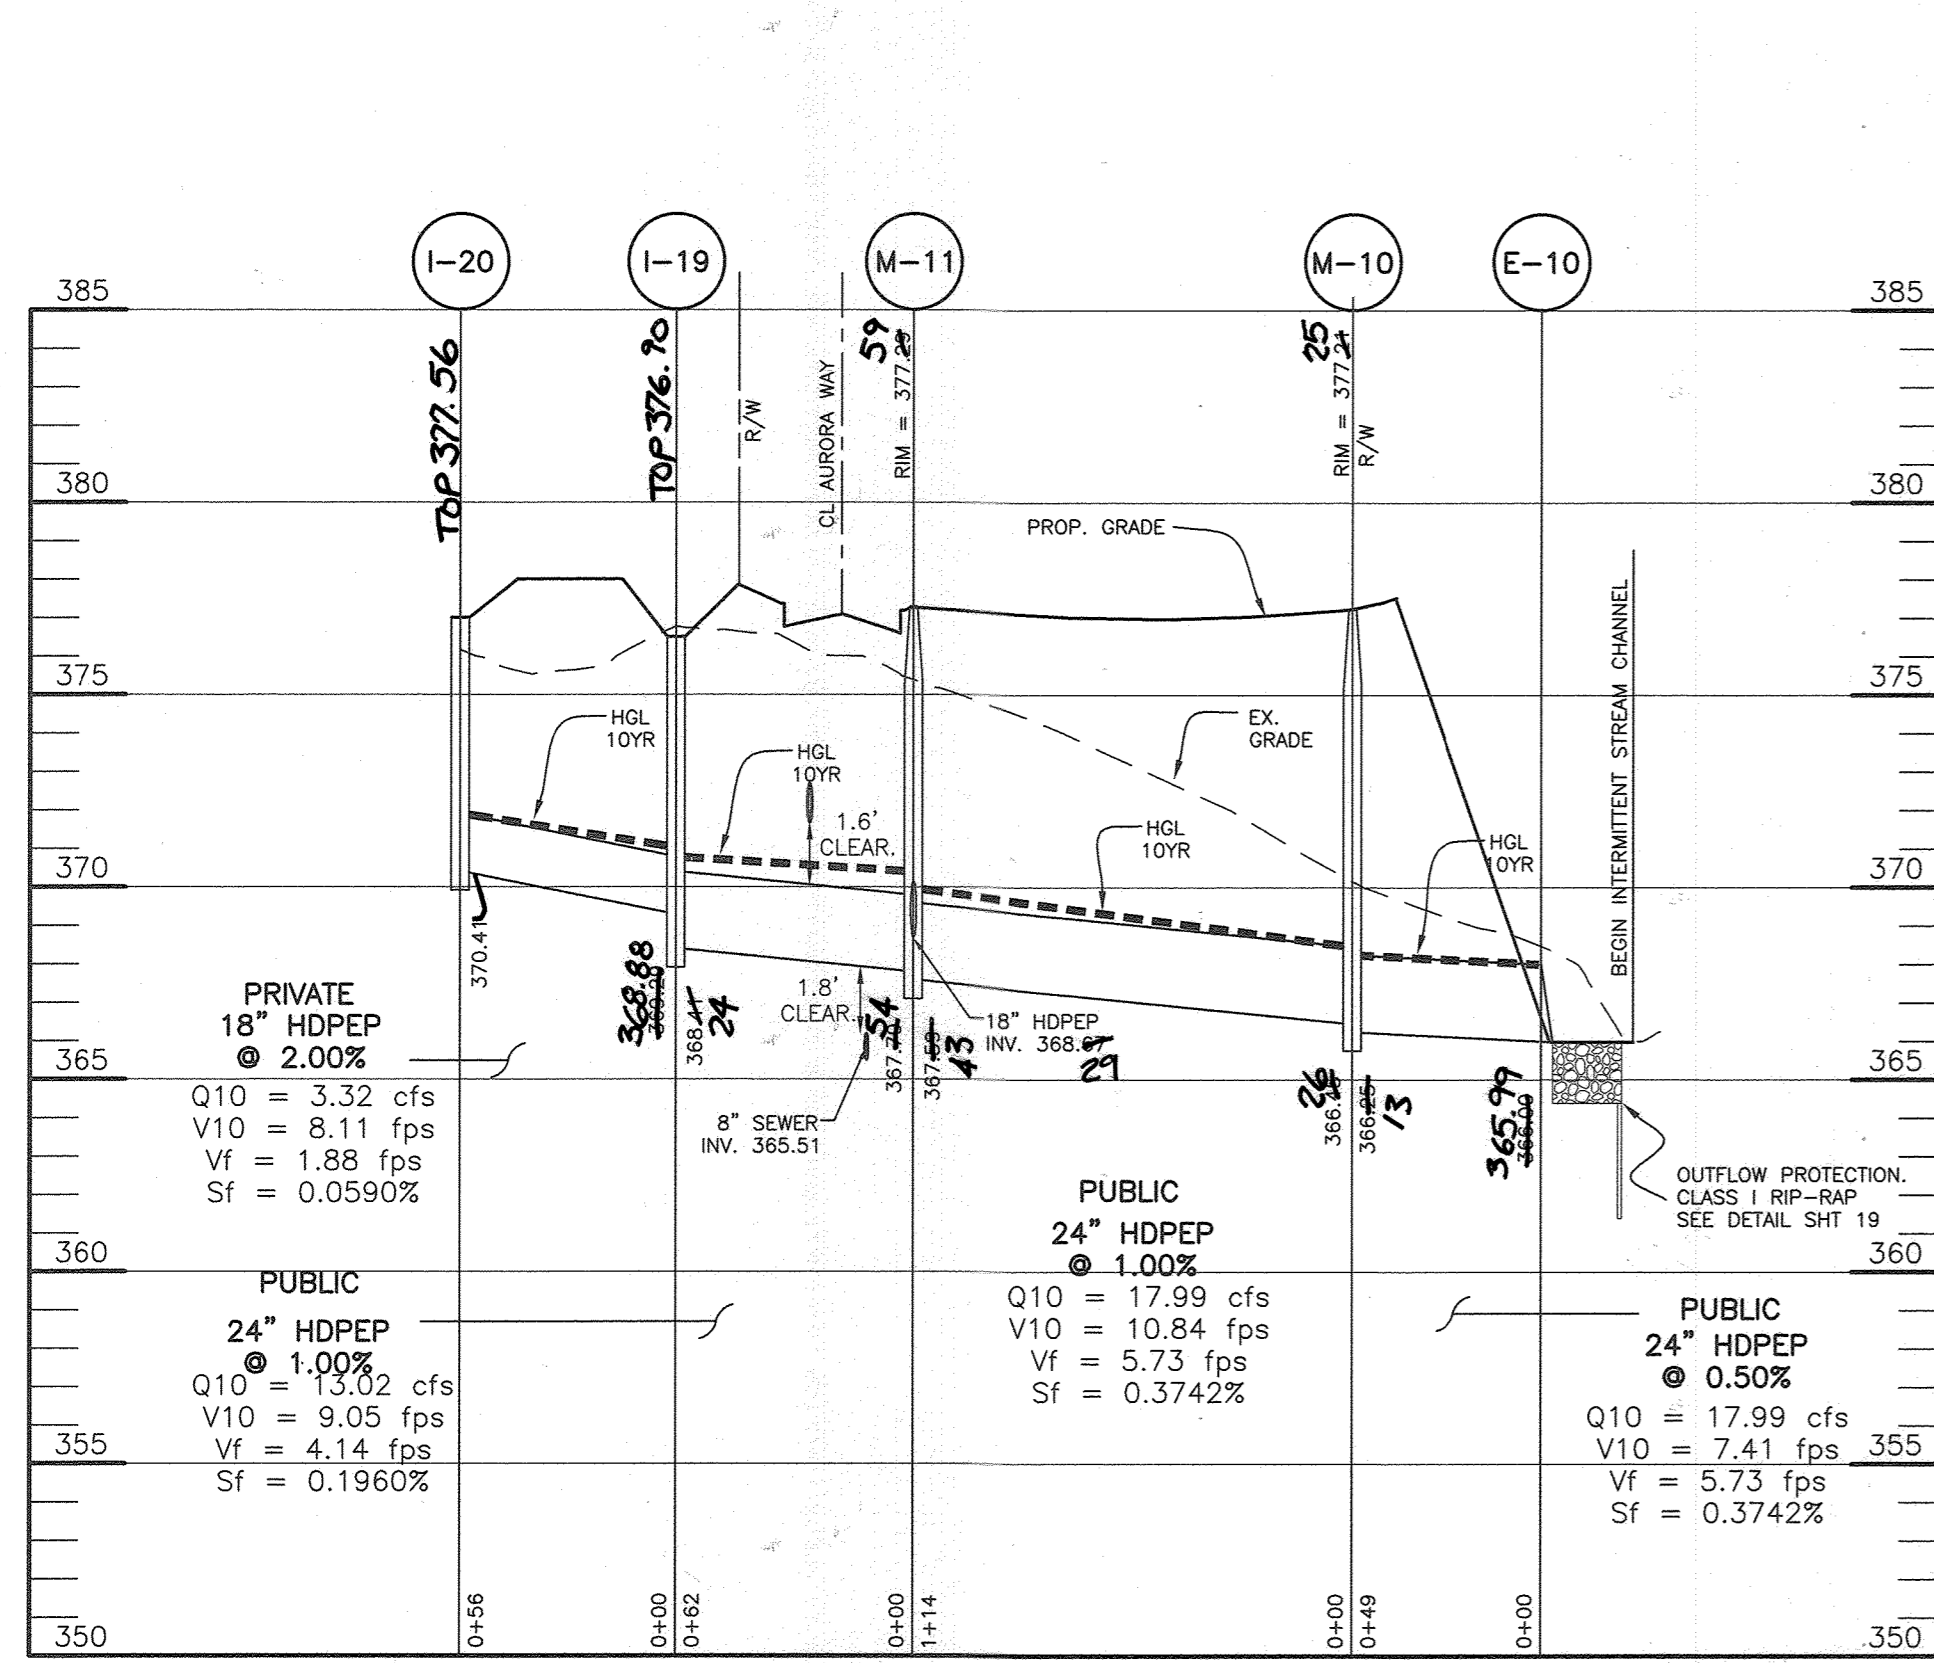 I-20
I-19
M-11
M-10
E-10
385
385
380
380
375
375
370
370
365
365
360
360
355
355
350
350
TOP 377.56
TOP 376.90
R/W
CL AURORA WAY
59
RIM = 377.29
25
RIM = 377.21
R/W
PROP. GRADE
BEGIN INTERMITTENT STREAM CHANNEL
HGL
10YR
HGL
10YR
1.6'
CLEAR.
EX.
GRADE
HGL
10YR
HGL
10YR
370.41
368.88
368.41
24
1.8'
CLEAR.
54
367.53
43
18" HDPEP
INV. 368.67
29
8" SEWER
INV. 365.51
26
366.25
13
365.99
366.00
OUTFLOW PROTECTION.
CLASS I RIP-RAP
SEE DETAIL SHT 19
PRIVATE
18" HDPEP
@ 2.00%
Q10 = 3.32 cfs
V10 = 8.11 fps
Vf = 1.88 fps
Sf = 0.0590%
PUBLIC
24" HDPEP
@ 1.00%
Q10 = 13.02 cfs
V10 = 9.05 fps
Vf = 4.14 fps
Sf = 0.1960%
PUBLIC
24" HDPEP
@ 1.00%
Q10 = 17.99 cfs
V10 = 10.84 fps
Vf = 5.73 fps
Sf = 0.3742%
PUBLIC
24" HDPEP
@ 0.50%
Q10 = 17.99 cfs
V10 = 7.41 fps
Vf = 5.73 fps
Sf = 0.3742%
0+56
0+00
0+62
0+00
1+14
0+00
0+49
0+00